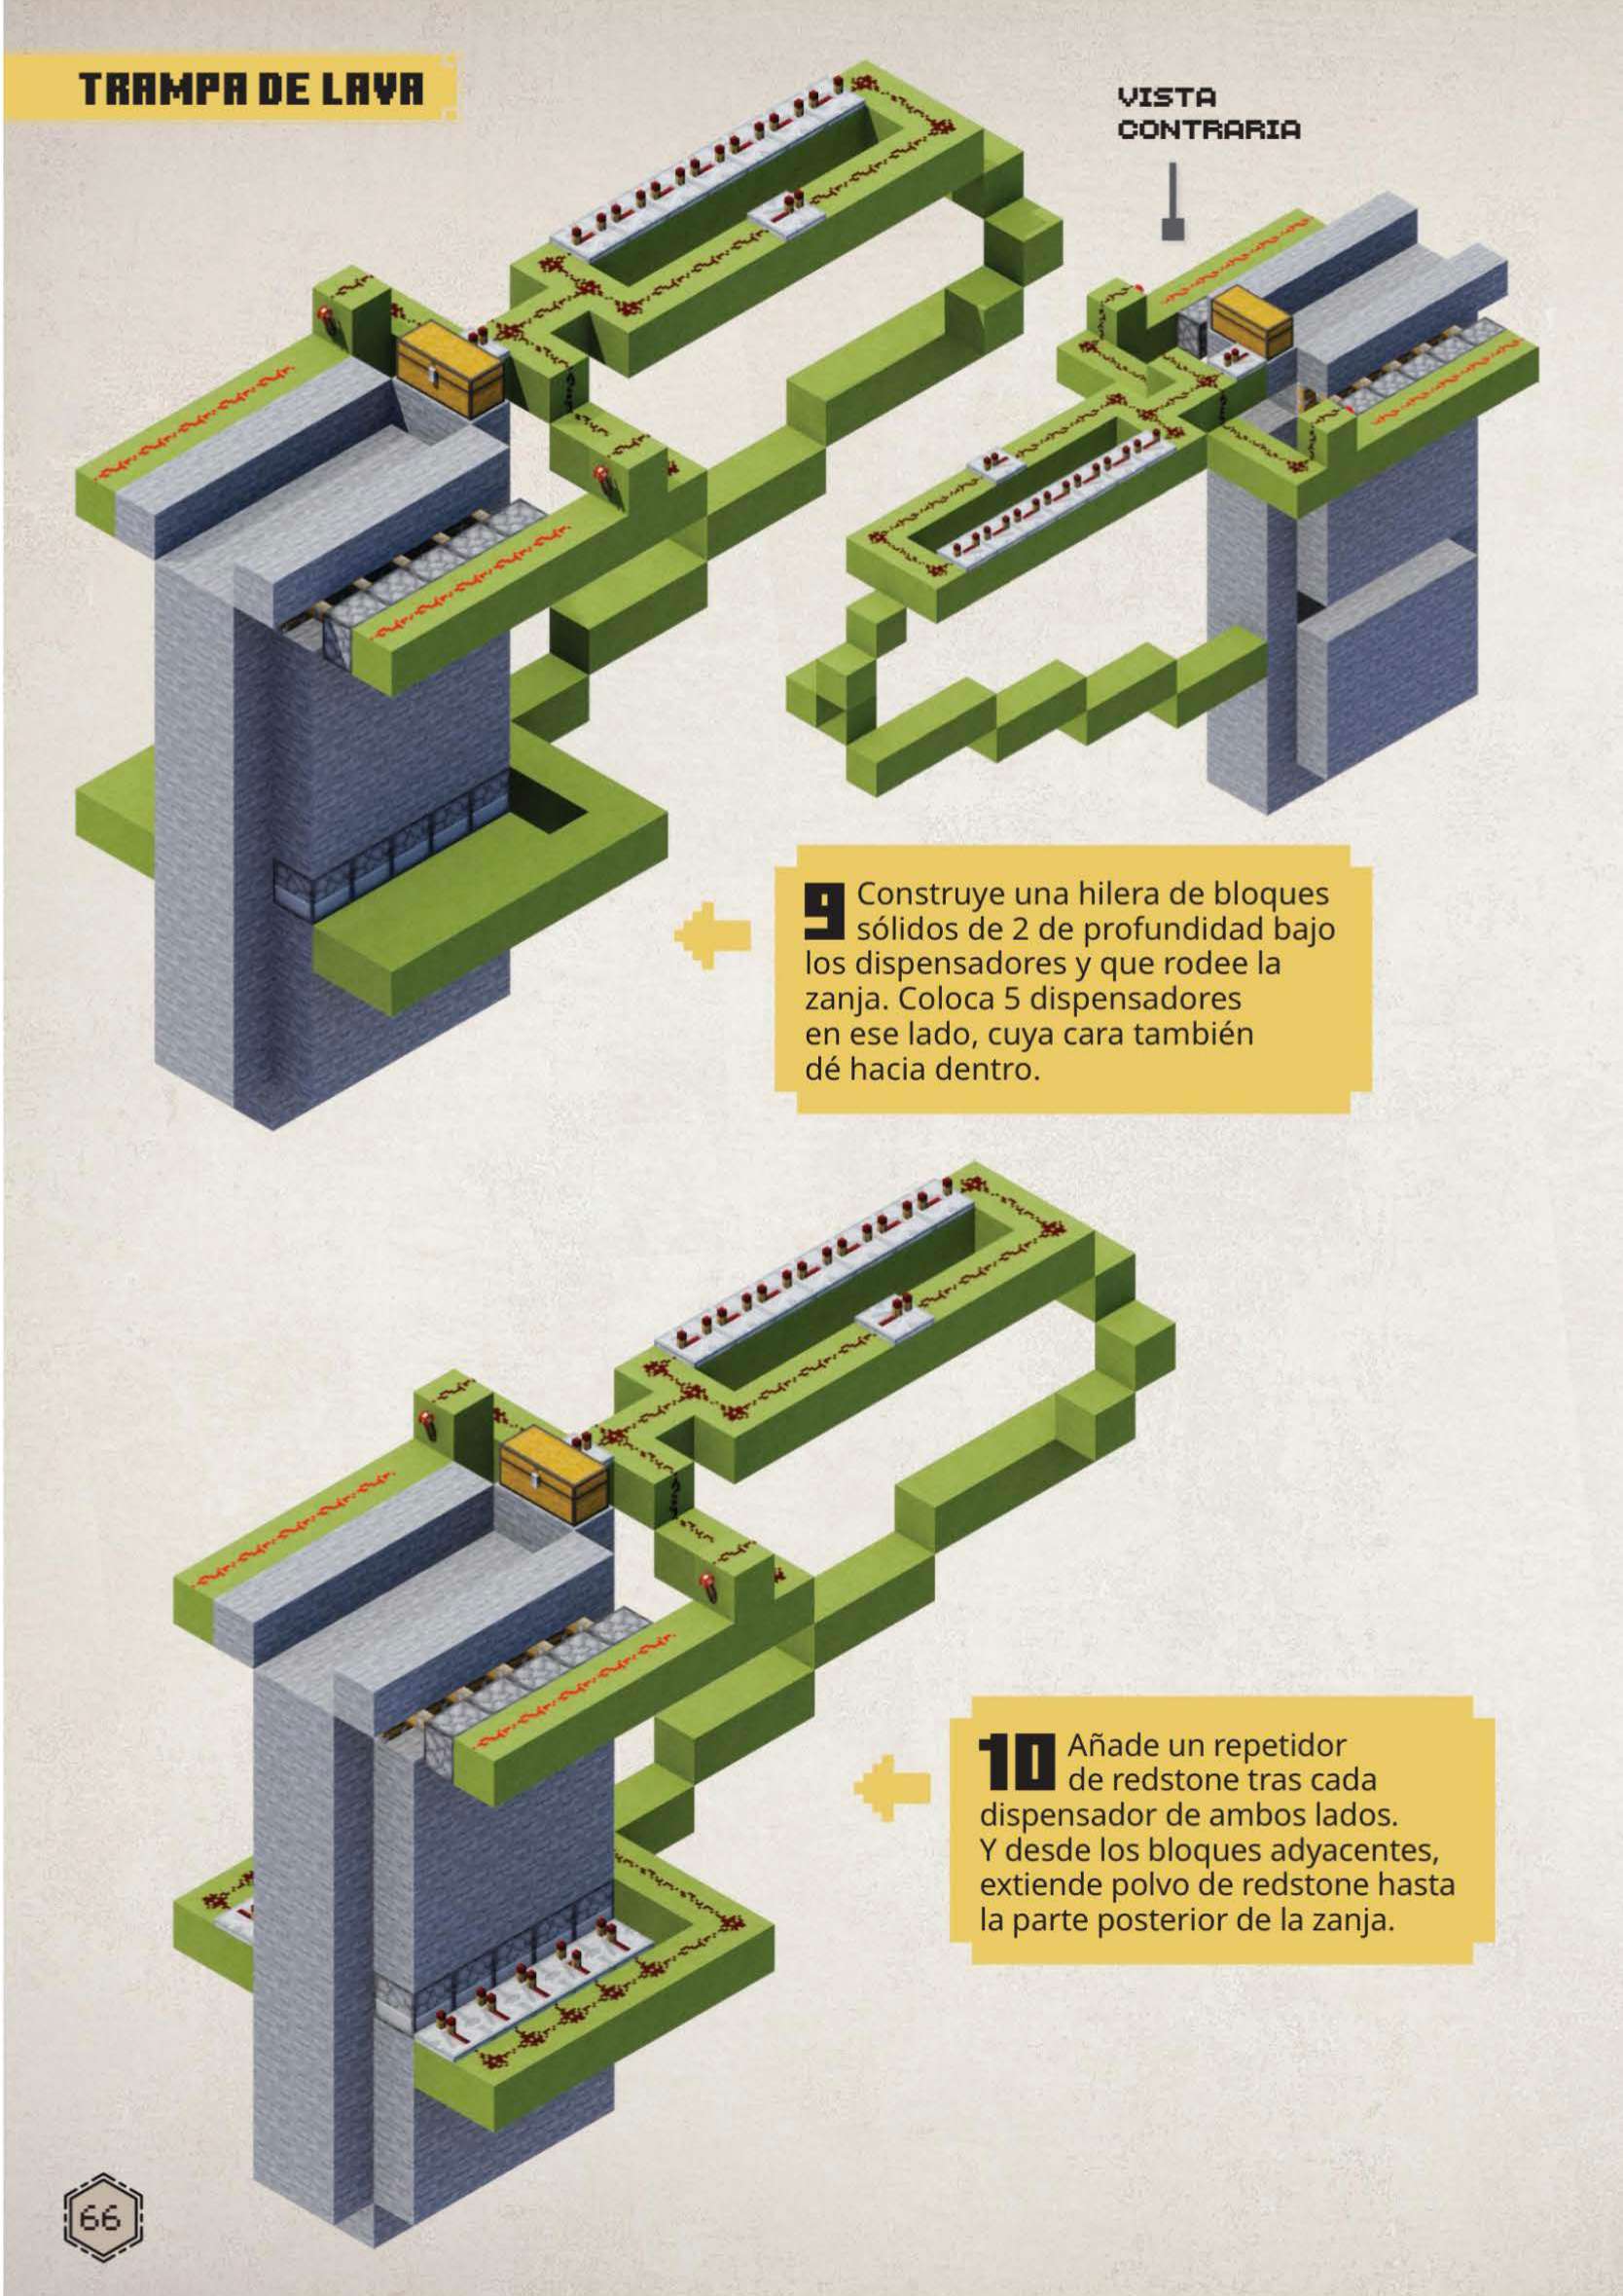 TRAMPA DE LAVA
VISTA
CONTRARIA
9 Construye una hilera de bloques
sólidos de 2 de profundidad bajo
los dispensadores y que rodee la
zanja. Coloca 5 dispensadores
en ese lado, cuya cara también
dé hacia dentro.
10 Añade un repetidor
de redstone tras cada
dispensador de ambos lados.
Y desde los bloques adyacentes,
extiende polvo de redstone hasta
la parte posterior de la zanja.
66